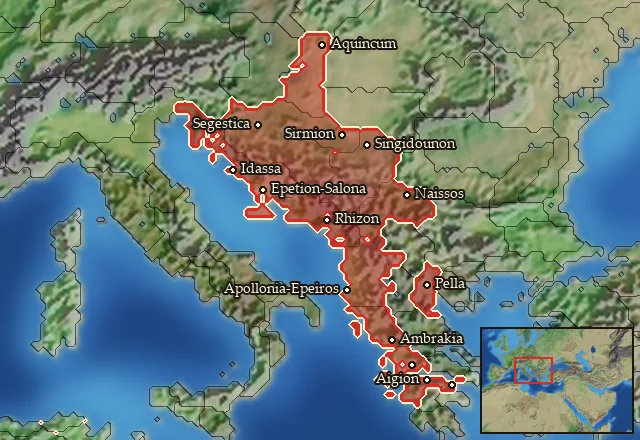 Aquincum
Segestica
Sirmion
Singidounon
Idassa
Epetion-Salona
Naissos
Rhizon
Pella
Apollonia-Epeiros
Ambrakia
Aigion